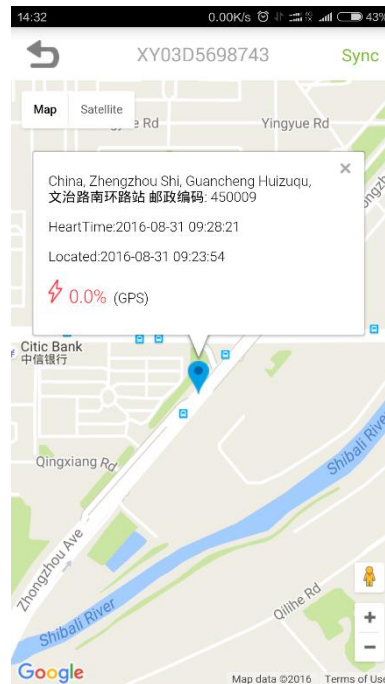 14:32 0.00K/s 43%
XY03D5698743 Sync
Map Satellite
Rd Yingyue Rd
×
China, Zhengzhou Shi, Guancheng Huizuqu,
文治路南环路站 邮政编码: 450009
HeartTime:2016-08-31 09:28:21
Located:2016-08-31 09:23:54
0.0% (GPS)
Citic Bank
中信银行
Qingxiang Rd
Shibali River
Zhongzhou Ave
Qilihe Rd
Shibali River
+
−
Google Map data ©2016 Terms of Use